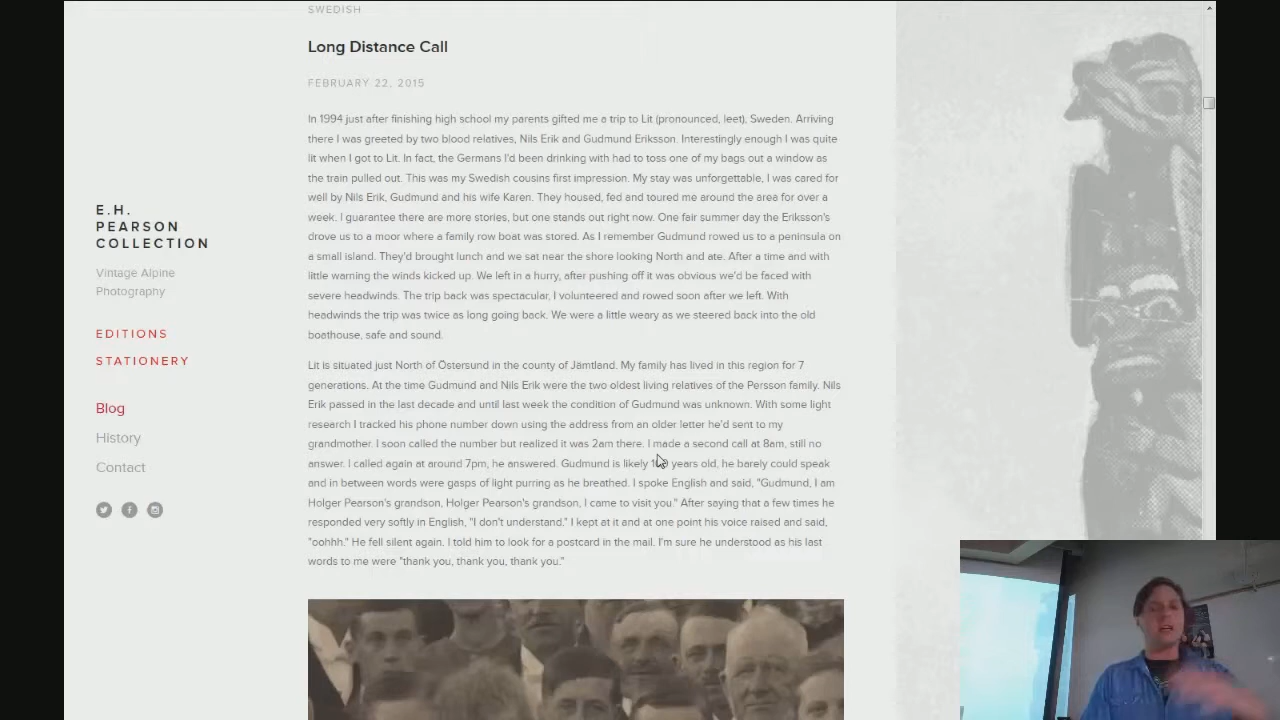 SWEDISH
Long Distance Call
FEBRUARY 22, 2015
In 1994 just after finishing high school my parents gifted me a trip to Lit (pronounced, leet), Sweden. Arriving
there I was greeted by two blood relatives, Nils Erik and Gudmund Eriksson. Interestingly enough I was quite
lit when I got to Lit. In fact, the Germans I'd been drinking with had to toss one of my bags out a window as
the train pulled out. This was my Swedish cousins first impression. My stay was unforgettable, I was cared for
well by Nils Erik, Gudmund and his wife Karen. They housed, fed and toured me around the area for over a
week. I guarantee there are more stories, but one stands out right now. One fair summer day the Eriksson's
drove us to a moor where a family row boat was stored. As I remember Gudmund rowed us to a peninsula on
a small island. They'd brought lunch and we sat near the shore looking North and ate. After a time and with
little warning the winds kicked up. We left in a hurry, after pushing off it was obvious we'd be faced with
severe headwinds. The trip back was spectacular, I volunteered and rowed soon after we left. With
headwinds the trip was twice as long going back. We were a little weary as we steered back into the old
boathouse, safe and sound.
Lit is situated just North of Östersund in the county of Jämtland. My family has lived in this region for 7
generations. At the time Gudmund and Nils Erik were the two oldest living relatives of the Persson family. Nils
Erik passed in the last decade and until last week the condition of Gudmund was unknown. With some light
research I tracked his phone number down using the address from an older letter he'd sent to my
grandmother. I soon called the number but realized it was 2am there. I made a second call at 8am, still no
answer. I called again at around 7pm, he answered. Gudmund is likely years old, he barely could speak
and in between words were gasps of light purring as he breathed. I spoke English and said, "Gudmund, I am
Holger Pearson's grandson, Holger Pearson's grandson, I came to visit you." After saying that a few times he
responded very softly in English, "I don't understand." I kept at it and at one point his voice raised and said,
"oohhh." He fell silent again. I told him to look for a postcard in the mail. I'm sure he understood as his last
words to me were "thank you, thank you, thank you."
E.H.
PEARSON
COLLECTION
Vintage Alpine
Photography
EDITIONS
STATIONERY
Blog
History
Contact